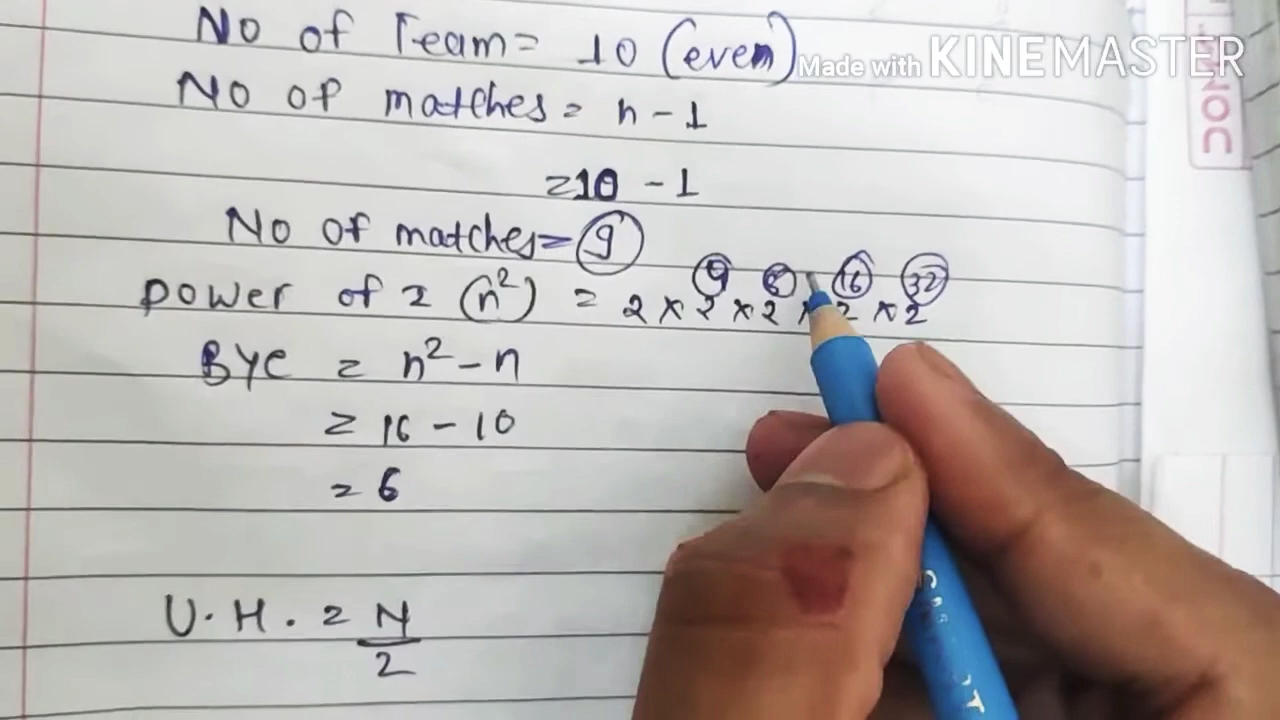 No of Team = 10 (even)
Made with KINEMASTER
No of matches = n - 1
= 10 - 1
No of matches = 9
power of 2 (n²) = 2 × 2 × 2 × 2 × 2
4 8 16 32
BYE = n² - n
= 16 - 10
= 6
U.H. = N/2